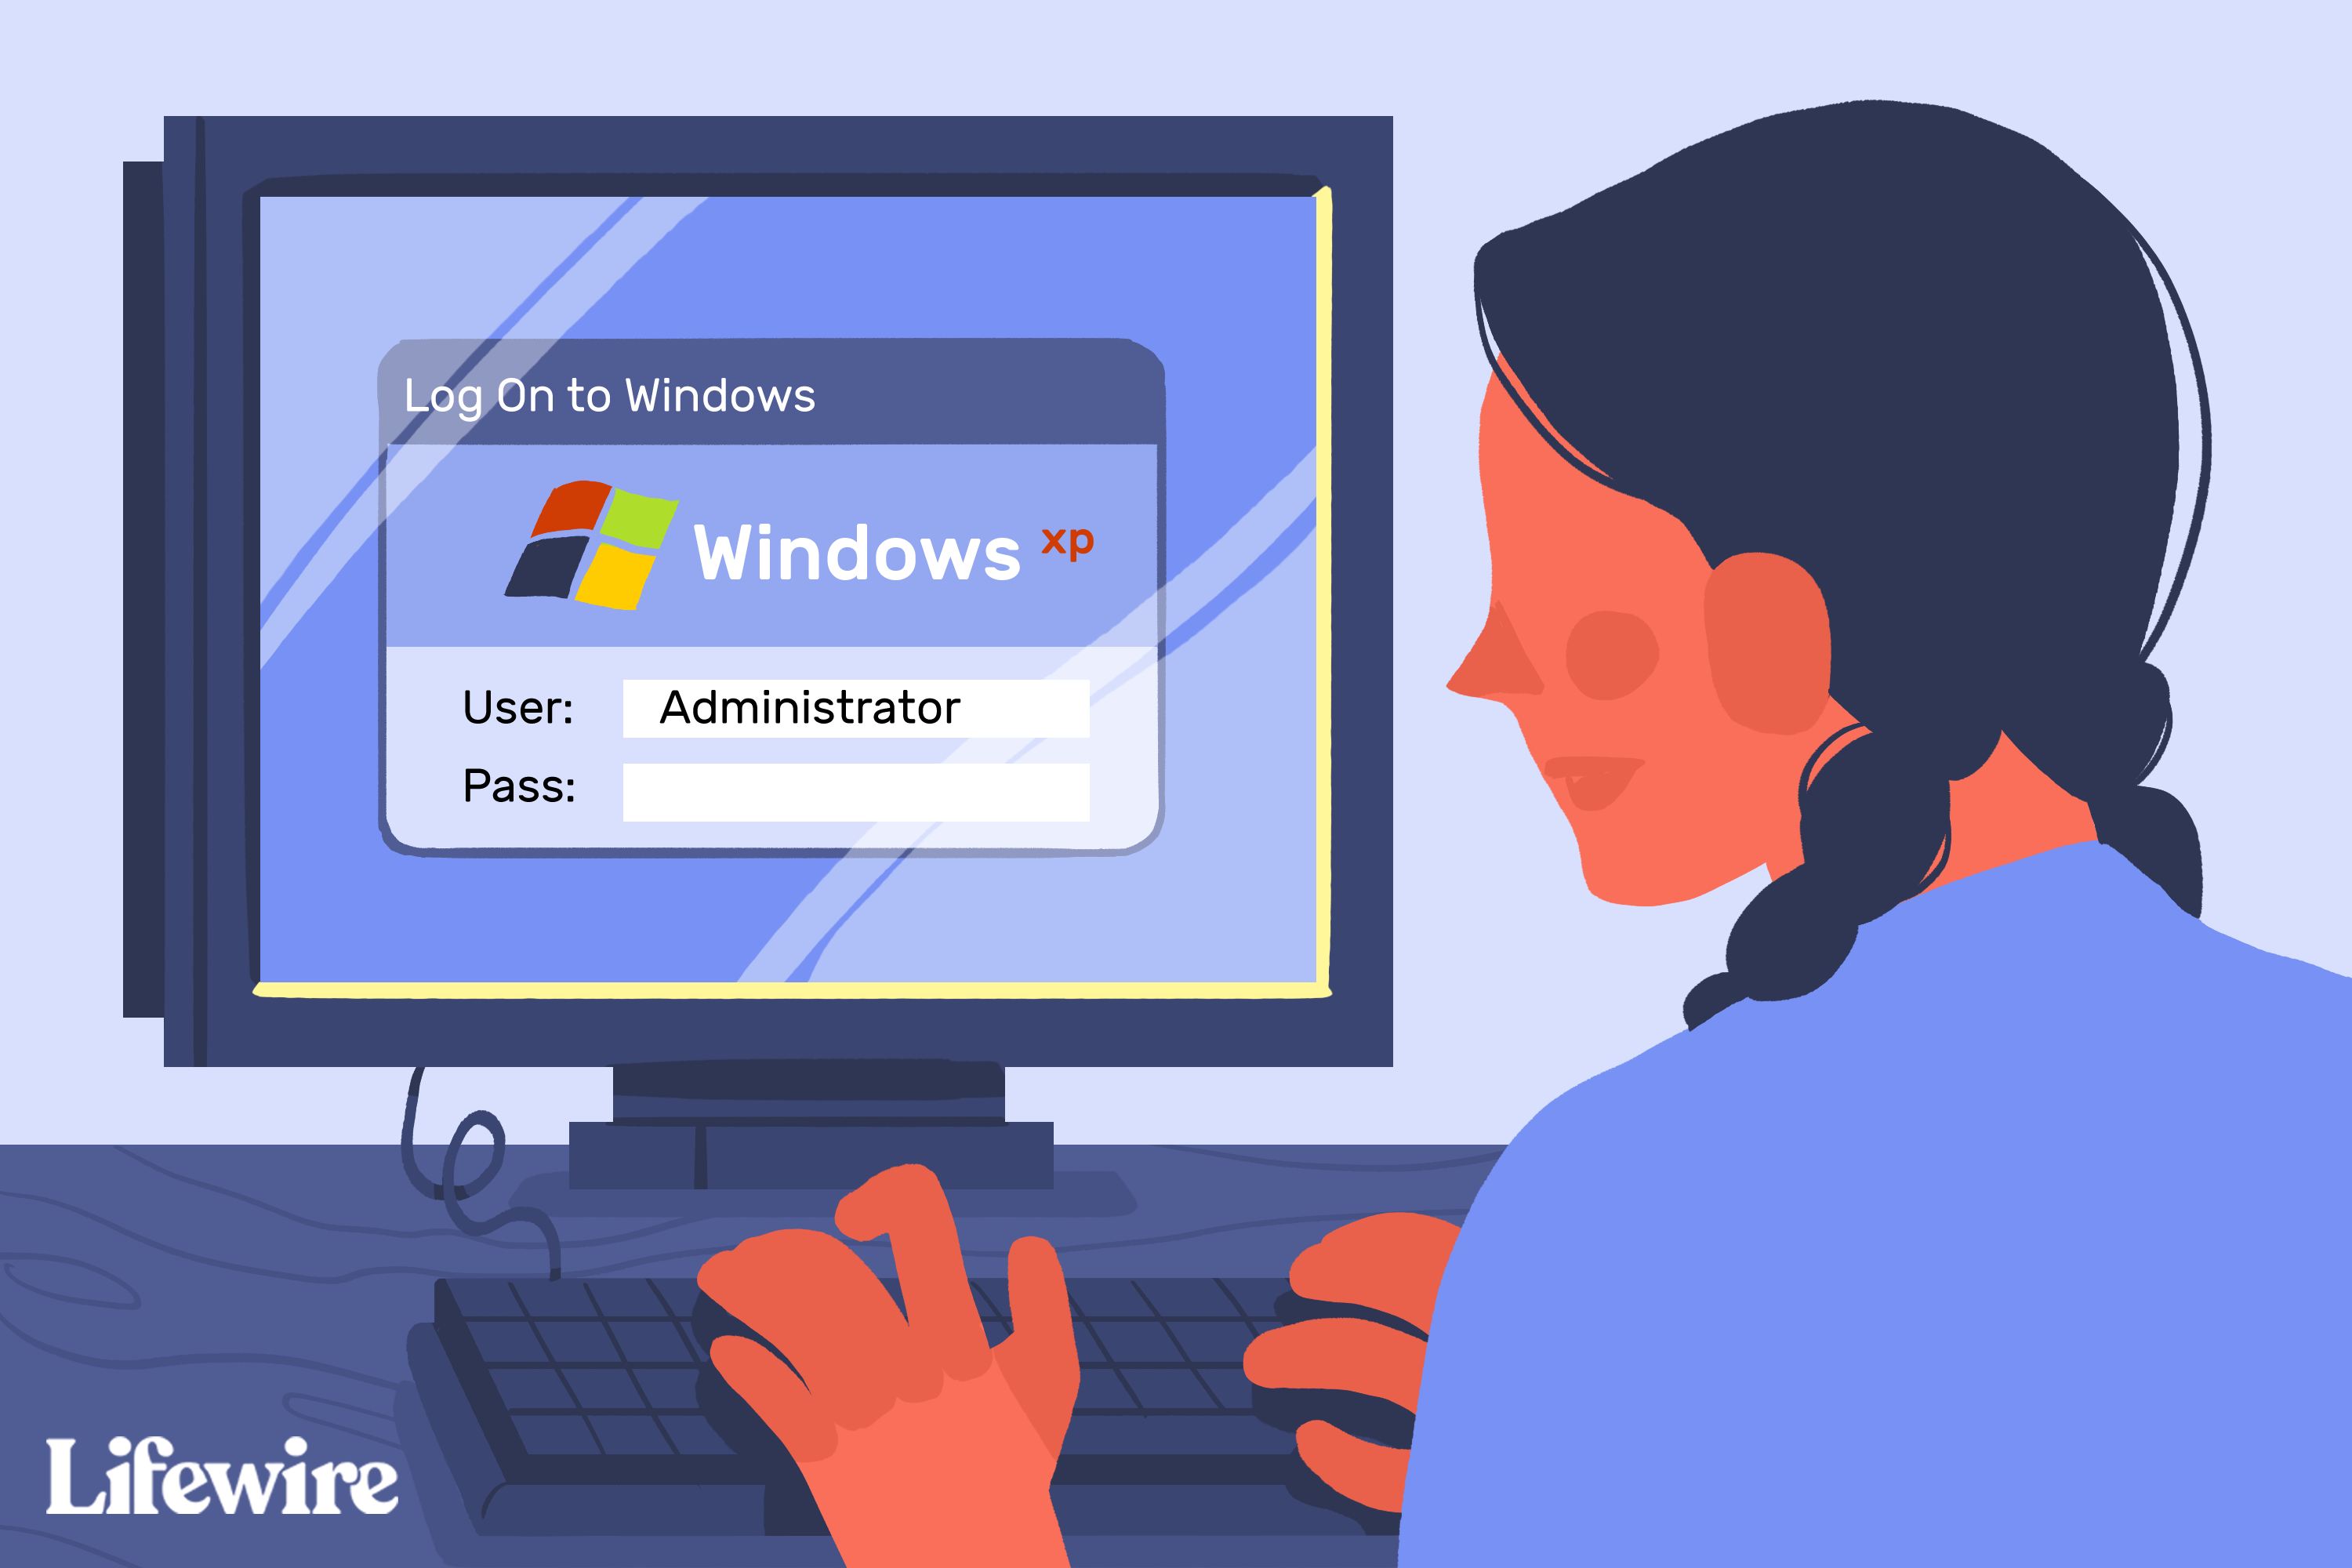 Log On to Windows
Windows xp
User: Administrator
Pass:
Lifewire